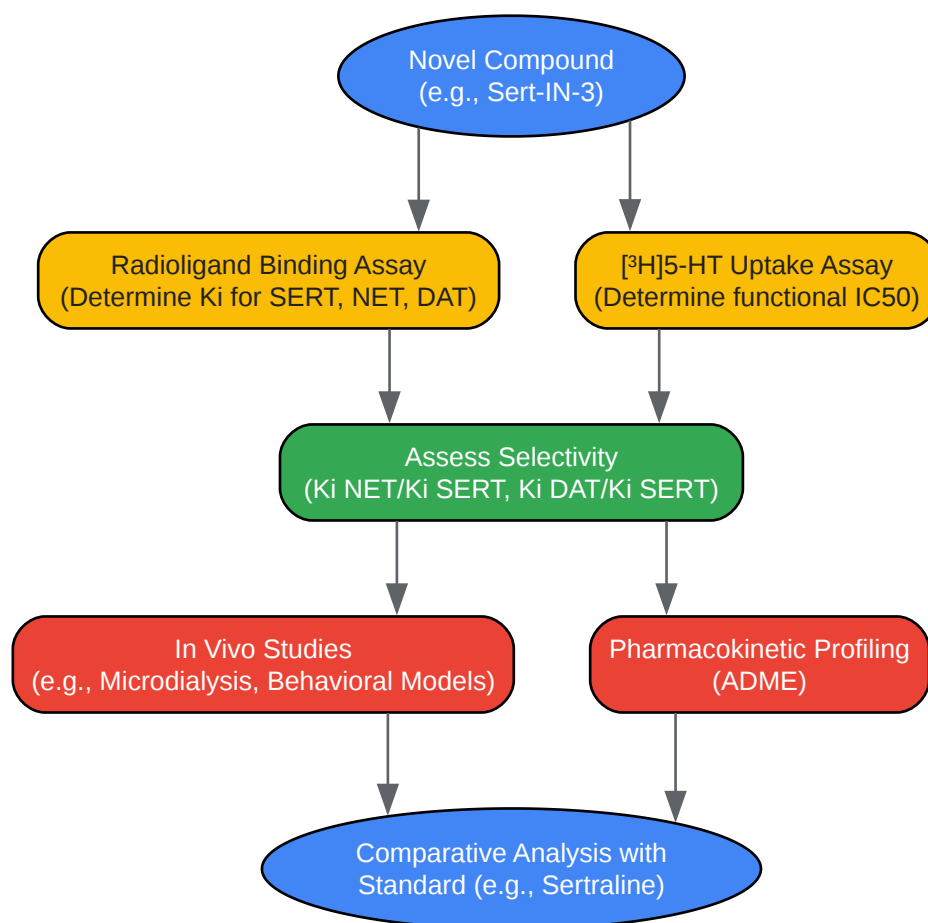 Novel Compound
(e.g., Sert-IN-3)
Radioligand Binding Assay
(Determine Ki for SERT, NET, DAT)
[³H]5-HT Uptake Assay
(Determine functional IC50)
Assess Selectivity
(Ki NET/Ki SERT, Ki DAT/Ki SERT)
In Vivo Studies
(e.g., Microdialysis, Behavioral Models)
Pharmacokinetic Profiling
(ADME)
Comparative Analysis with
Standard (e.g., Sertraline)